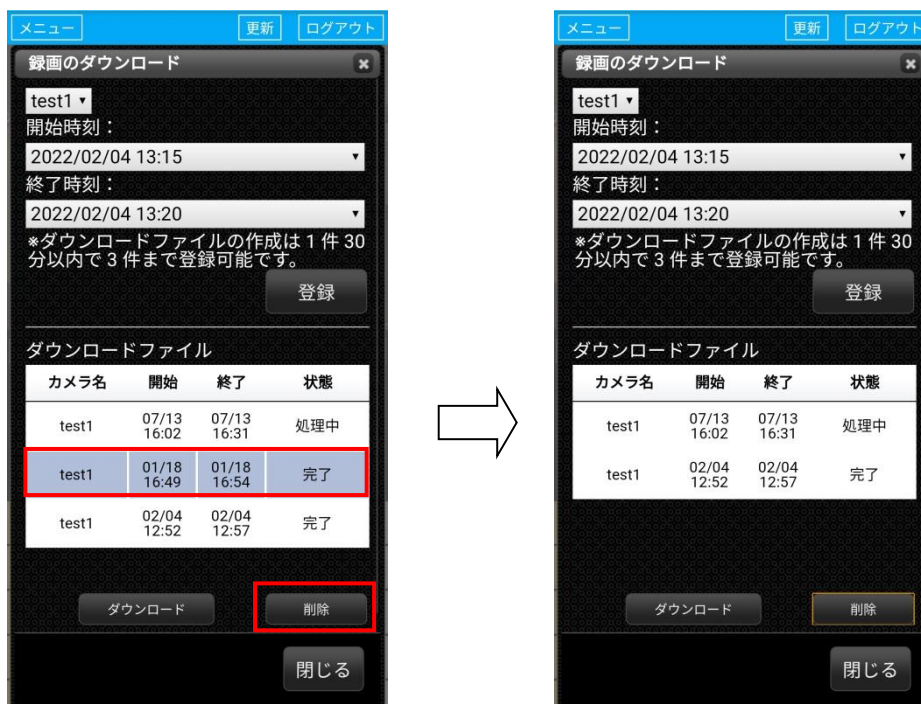 メニュー 更新 ログアウト
録画のダウンロード
test1
開始時刻：
2022/02/04 13:15
終了時刻：
2022/02/04 13:20
※ダウンロードファイルの作成は 1 件 30
分以内で 3 件まで登録可能です。
登録
ダウンロードファイル
カメラ名 開始 終了 状態
test1 07/13 16:02 07/13 16:31 処理中
test1 01/18 16:49 01/18 16:54 完了
test1 02/04 12:52 02/04 12:57 完了
ダウンロード 削除
閉じる
メニュー 更新 ログアウト
録画のダウンロード
test1
開始時刻：
2022/02/04 13:15
終了時刻：
2022/02/04 13:20
※ダウンロードファイルの作成は 1 件 30
分以内で 3 件まで登録可能です。
登録
ダウンロードファイル
カメラ名 開始 終了 状態
test1 07/13 16:02 07/13 16:31 処理中
test1 02/04 12:52 02/04 12:57 完了
ダウンロード 削除
閉じる